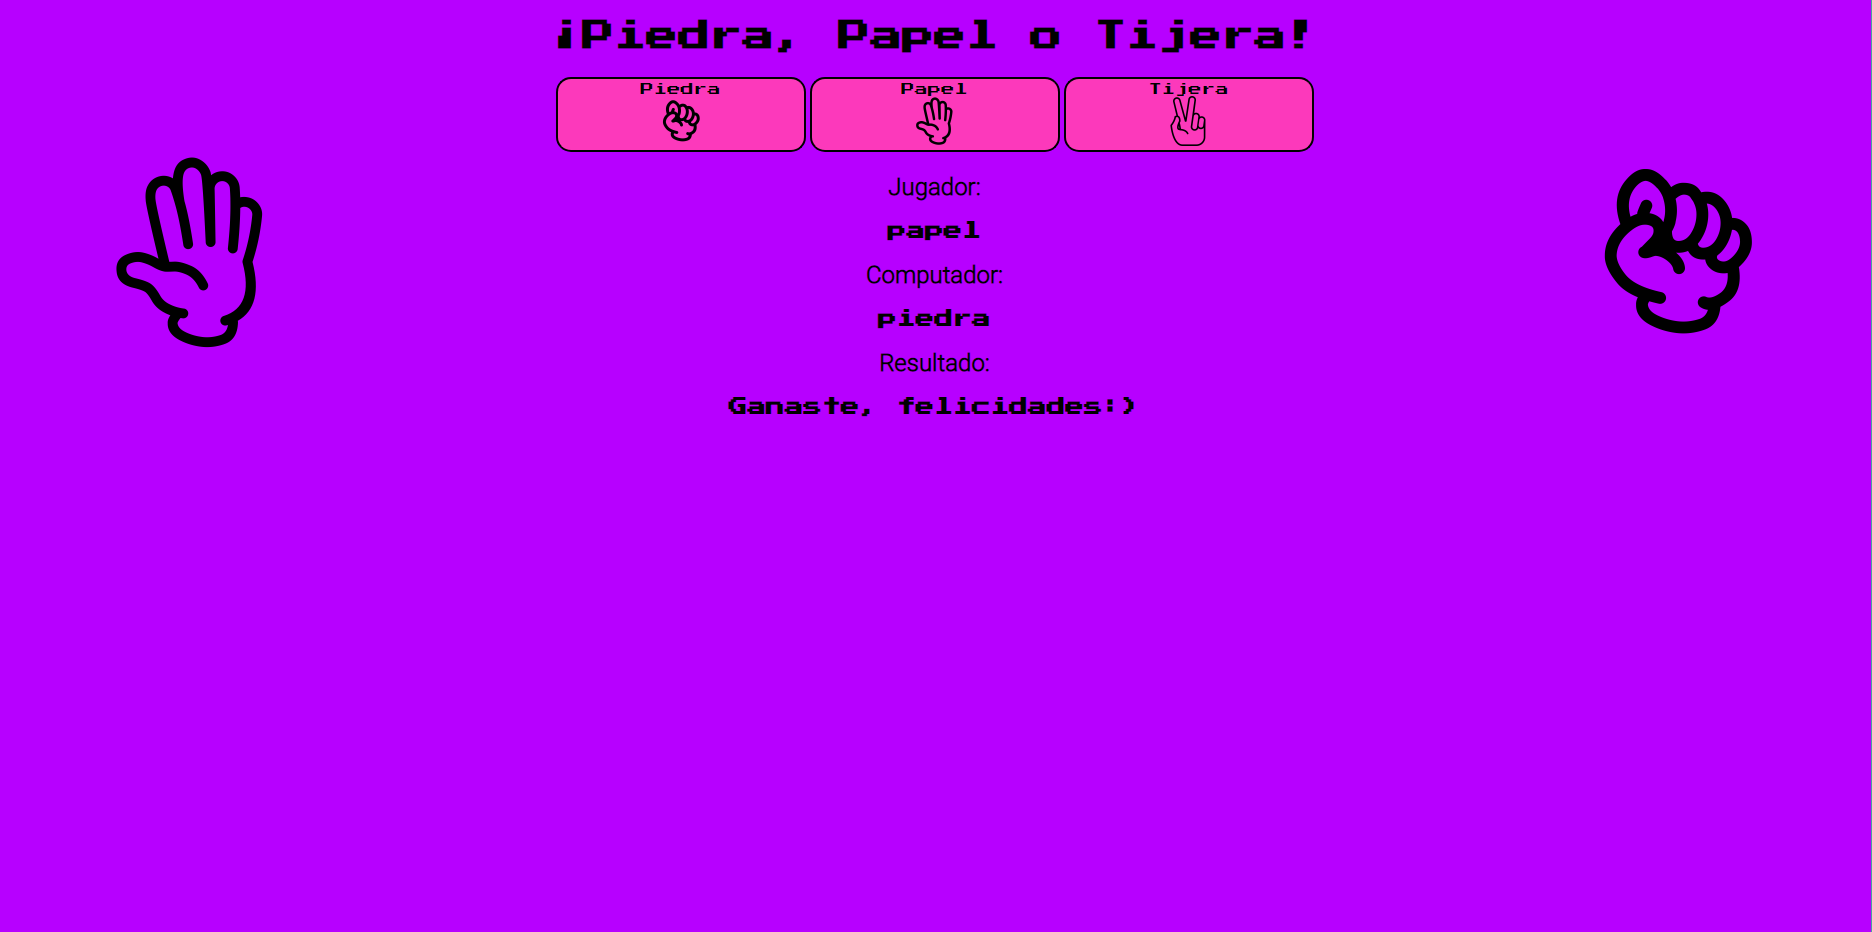 ¡Piedra, Papel o Tijera!
Piedra
Papel
Tijera
Jugador:
papel
Computador:
piedra
Resultado:
Ganaste, felicidades:)